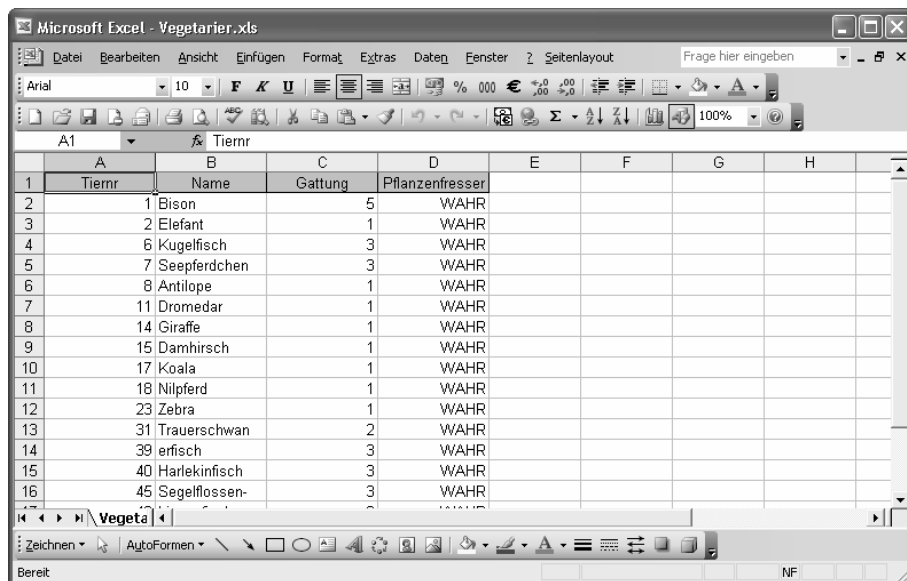 Microsoft Excel - Vegetarier.xls
Datei Bearbeiten Ansicht Einfügen Format Extras Daten Fenster ? Seitenlayout Frage hier eingeben
Arial 10 F K U % 000 €
100%
A1 fx Tiernr
A B C D E F G H
1 Tiernr Name Gattung Pflanzenfresser
2 1 Bison 5 WAHR
3 2 Elefant 1 WAHR
4 6 Kugelfisch 3 WAHR
5 7 Seepferdchen 3 WAHR
6 8 Antilope 1 WAHR
7 11 Dromedar 1 WAHR
8 14 Giraffe 1 WAHR
9 15 Damhirsch 1 WAHR
10 17 Koala 1 WAHR
11 18 Nilpferd 1 WAHR
12 23 Zebra 1 WAHR
13 31 Trauerschwan 2 WAHR
14 39 erfisch 3 WAHR
15 40 Harlekinfisch 3 WAHR
16 45 Segelflossen- 3 WAHR
Vegeta
Zeichnen AutoFormen
Bereit NF